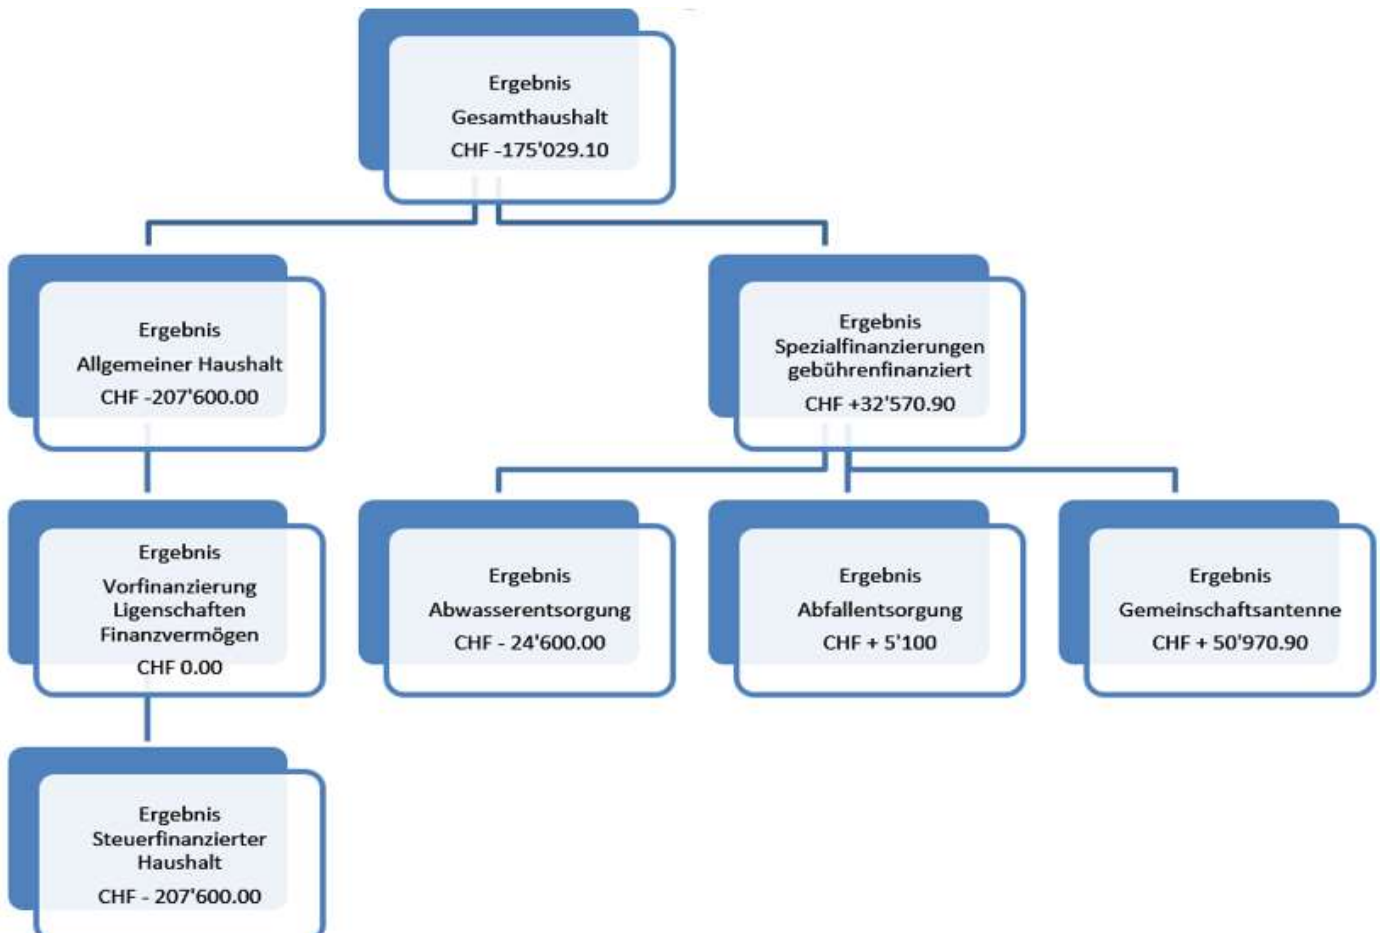 Ergebnis
Gesamthaushalt
CHF -175'029.10
Ergebnis
Allgemeiner Haushalt
CHF -207'600.00
Ergebnis
Spezialfinanzierungen
gebührenfinanziert
CHF +32'570.90
Ergebnis
Vorfinanzierung
Ligenschaften
Finanzvermögen
CHF 0.00
Ergebnis
Abwasserentsorgung
CHF - 24'600.00
Ergebnis
Abfallentsorgung
CHF + 5'100
Ergebnis
Gemeinschaftsantenne
CHF + 50'970.90
Ergebnis
Steuerfinanzierter
Haushalt
CHF - 207'600.00